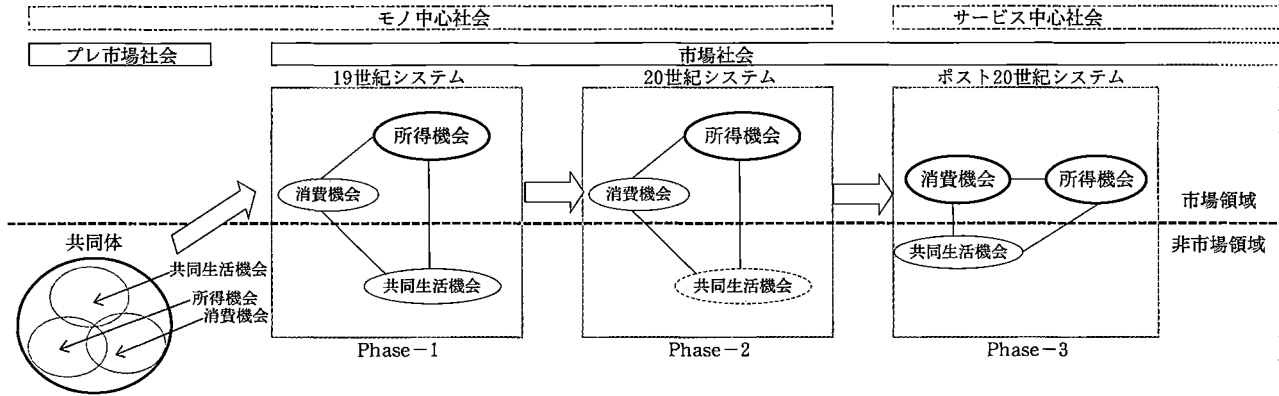 モノ中心社会
サービス中心社会
プレ市場社会
市場社会
19世紀システム
20世紀システム
ポスト20世紀システム
所得機会
消費機会
共同生活機会
Phase－1
所得機会
消費機会
共同生活機会
Phase－2
消費機会
所得機会
共同生活機会
Phase－3
市場領域
非市場領域
共同体
共同生活機会
所得機会
消費機会